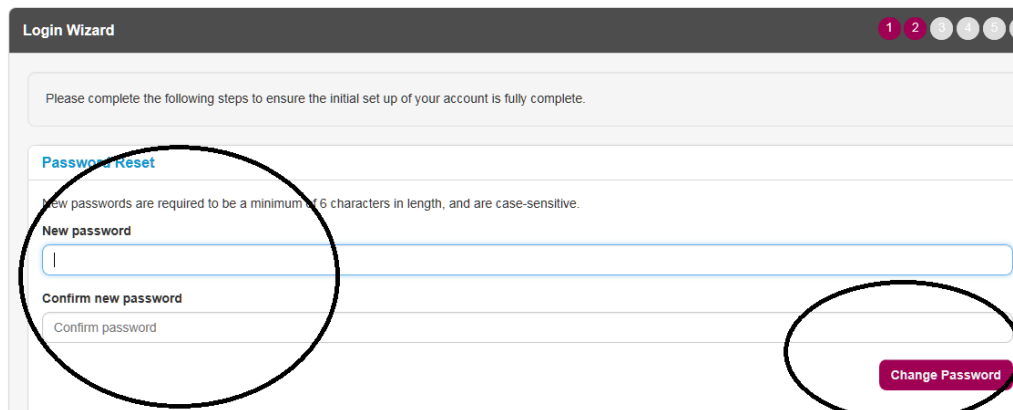 Login Wizard 1 2 3 4 5
Please complete the following steps to ensure the initial set up of your account is fully complete.
Password Reset
New passwords are required to be a minimum of 6 characters in length, and are case-sensitive.
New password
Confirm new password
Confirm password
Change Password